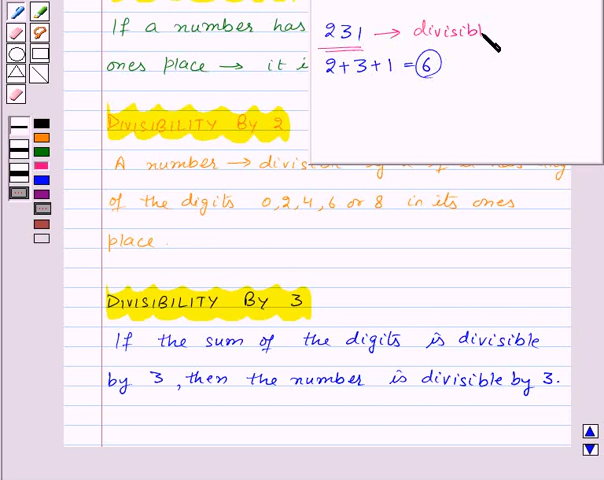 If a number has
ones place → it i
231 → divisibl
2+3+1 = 6
DIVISIBILITY BY 2
A number → divisible by
of the digits 0,2,4,6 or 8 in its ones
place.
DIVISIBILITY BY 3
If the sum of the digits is divisible
by 3, then the number is divisible by 3.